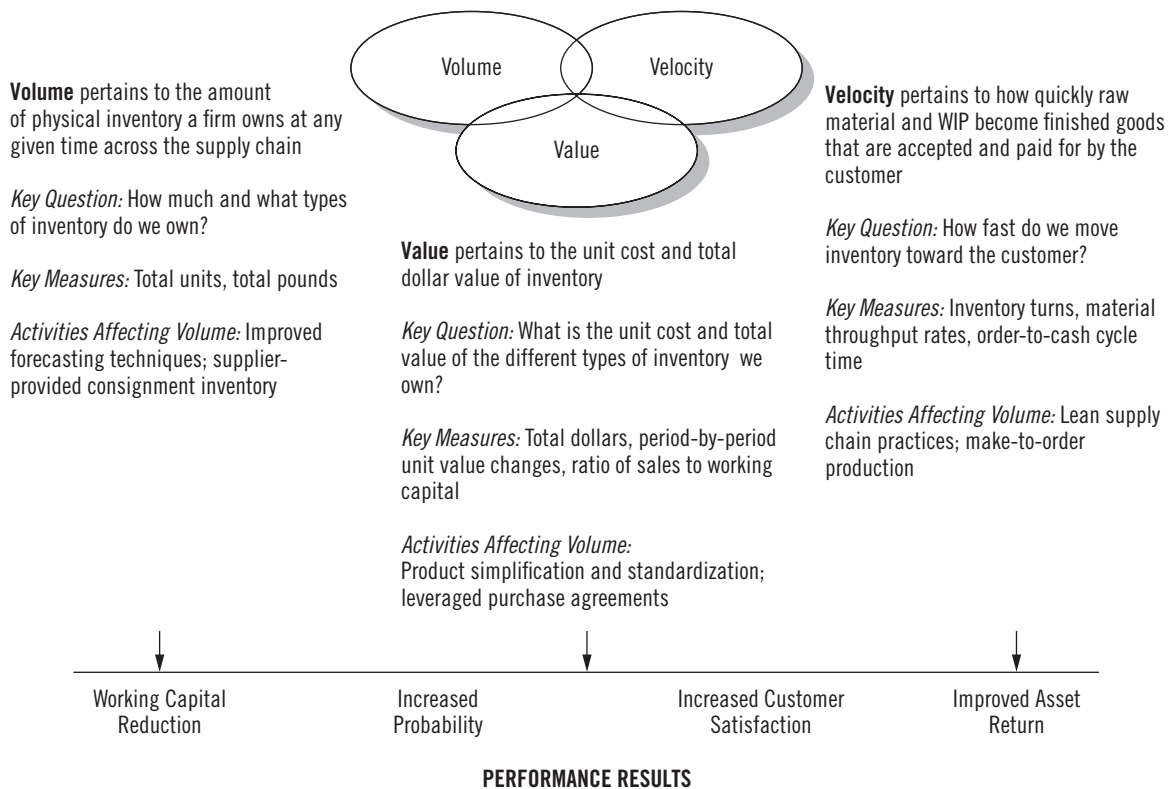 Volume
Velocity
Value
Volume pertains to the amount
of physical inventory a firm owns at any
given time across the supply chain
Key Question: How much and what types
of inventory do we own?
Key Measures: Total units, total pounds
Activities Affecting Volume: Improved
forecasting techniques; supplier-
provided consignment inventory
Value pertains to the unit cost and total
dollar value of inventory
Key Question: What is the unit cost and total
value of the different types of inventory we
own?
Key Measures: Total dollars, period-by-period
unit value changes, ratio of sales to working
capital
Activities Affecting Volume:
Product simplification and standardization;
leveraged purchase agreements
Velocity pertains to how quickly raw
material and WIP become finished goods
that are accepted and paid for by the
customer
Key Question: How fast do we move
inventory toward the customer?
Key Measures: Inventory turns, material
throughput rates, order-to-cash cycle
time
Activities Affecting Volume: Lean supply
chain practices; make-to-order
production
Working Capital
Reduction
Increased
Probability
Increased Customer
Satisfaction
Improved Asset
Return
PERFORMANCE RESULTS